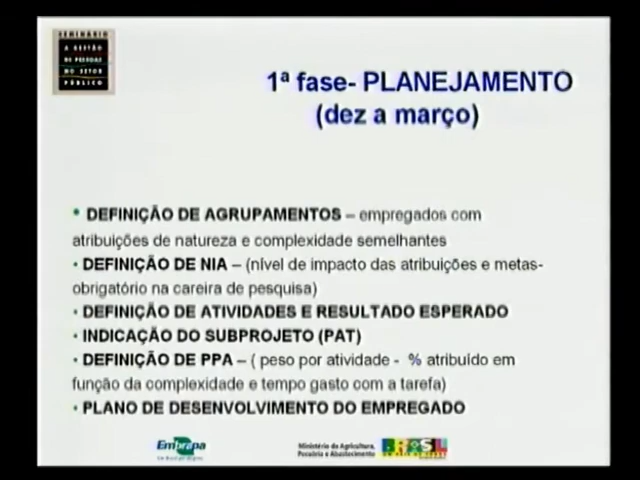 SEMINÁRIO
A GESTÃO
DE PESSOAS
NO SETOR
PÚBLICO
1ª fase- PLANEJAMENTO
(dez a março)
• DEFINIÇÃO DE AGRUPAMENTOS – empregados com
atribuições de natureza e complexidade semelhantes
• DEFINIÇÃO DE NIA – (nível de impacto das atribuições e metas-
obrigatório na careira de pesquisa)
• DEFINIÇÃO DE ATIVIDADES E RESULTADO ESPERADO
• INDICAÇÃO DO SUBPROJETO (PAT)
• DEFINIÇÃO DE PPA – ( peso por atividade - % atribuído em
função da complexidade e tempo gasto com a tarefa)
• PLANO DE DESENVOLVIMENTO DO EMPREGADO
Embrapa
Ministério da Agricultura,
Pecuária e Abastecimento
BRASIL